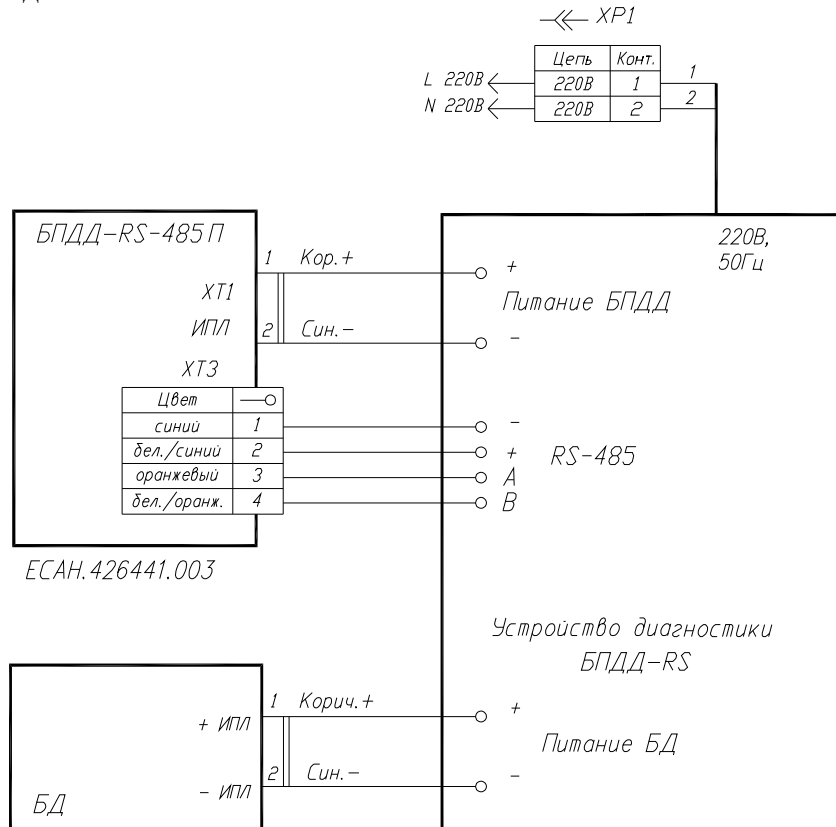 XP1
Цепь Конт.
L 220В 220В 1 1
N 220В 220В 2 2
БПДД-RS-485П
220В,
50Гц
1 Кор.+ +
ХТ1
Питание БПДД
ИПЛ 2 Син.- -
ХТ3
Цвет
синий 1 -
бел./синий 2 +
RS-485
оранжевый 3 А
бел./оранж. 4 В
ЕСАН.426441.003
Устройство диагностики
БПДД-RS
1 Корич.+ +
+ ИПЛ
Питание БД
2 Син.- -
- ИПЛ
БД